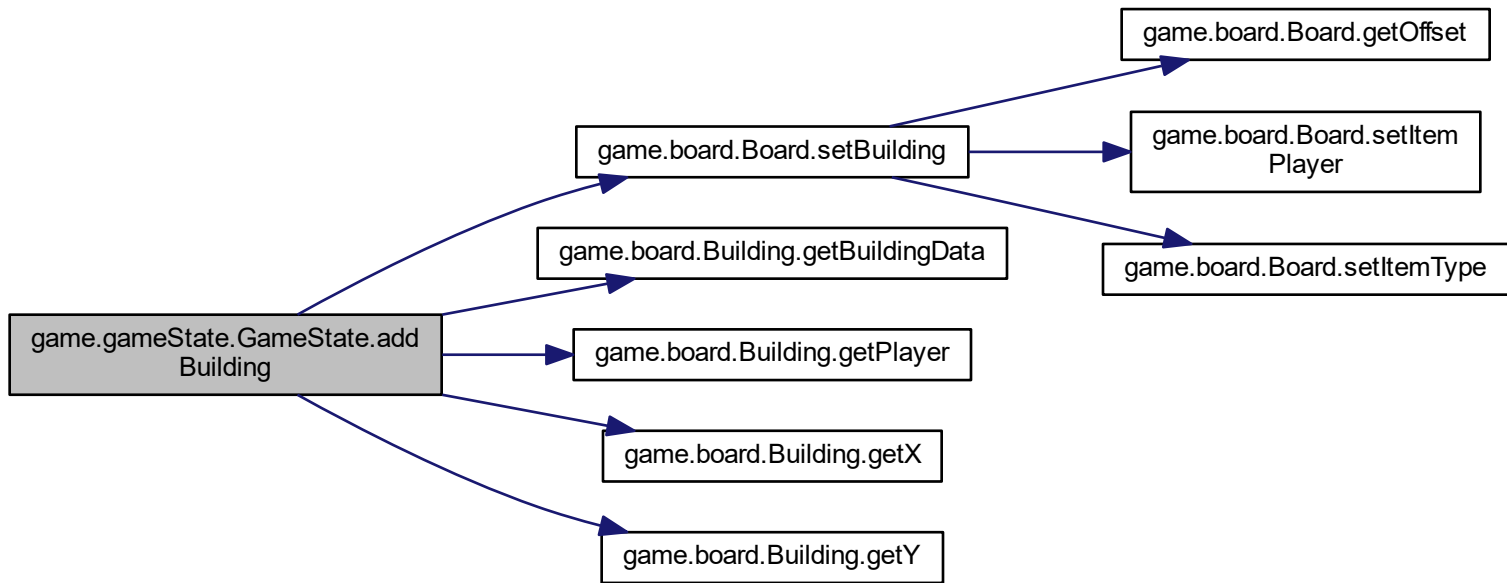 game.board.Board.getOffset
game.board.Board.setBuilding
game.board.Board.setItem
Player
game.board.Building.getBuildingData
game.board.Board.setItemType
game.gameState.GameState.add
Building
game.board.Building.getPlayer
game.board.Building.getX
game.board.Building.getY